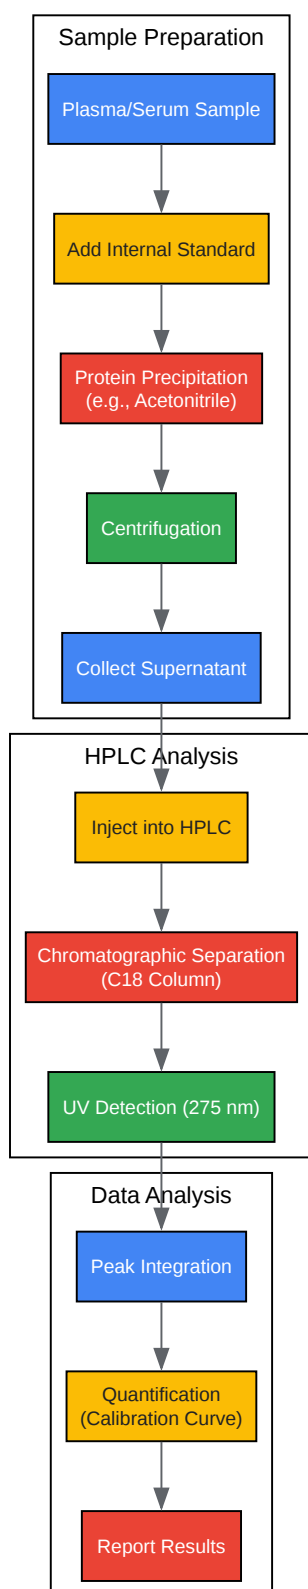 Sample Preparation
Plasma/Serum Sample
Add Internal Standard
Protein Precipitation
(e.g., Acetonitrile)
Centrifugation
Collect Supernatant
HPLC Analysis
Inject into HPLC
Chromatographic Separation
(C18 Column)
UV Detection (275 nm)
Data Analysis
Peak Integration
Quantification
(Calibration Curve)
Report Results